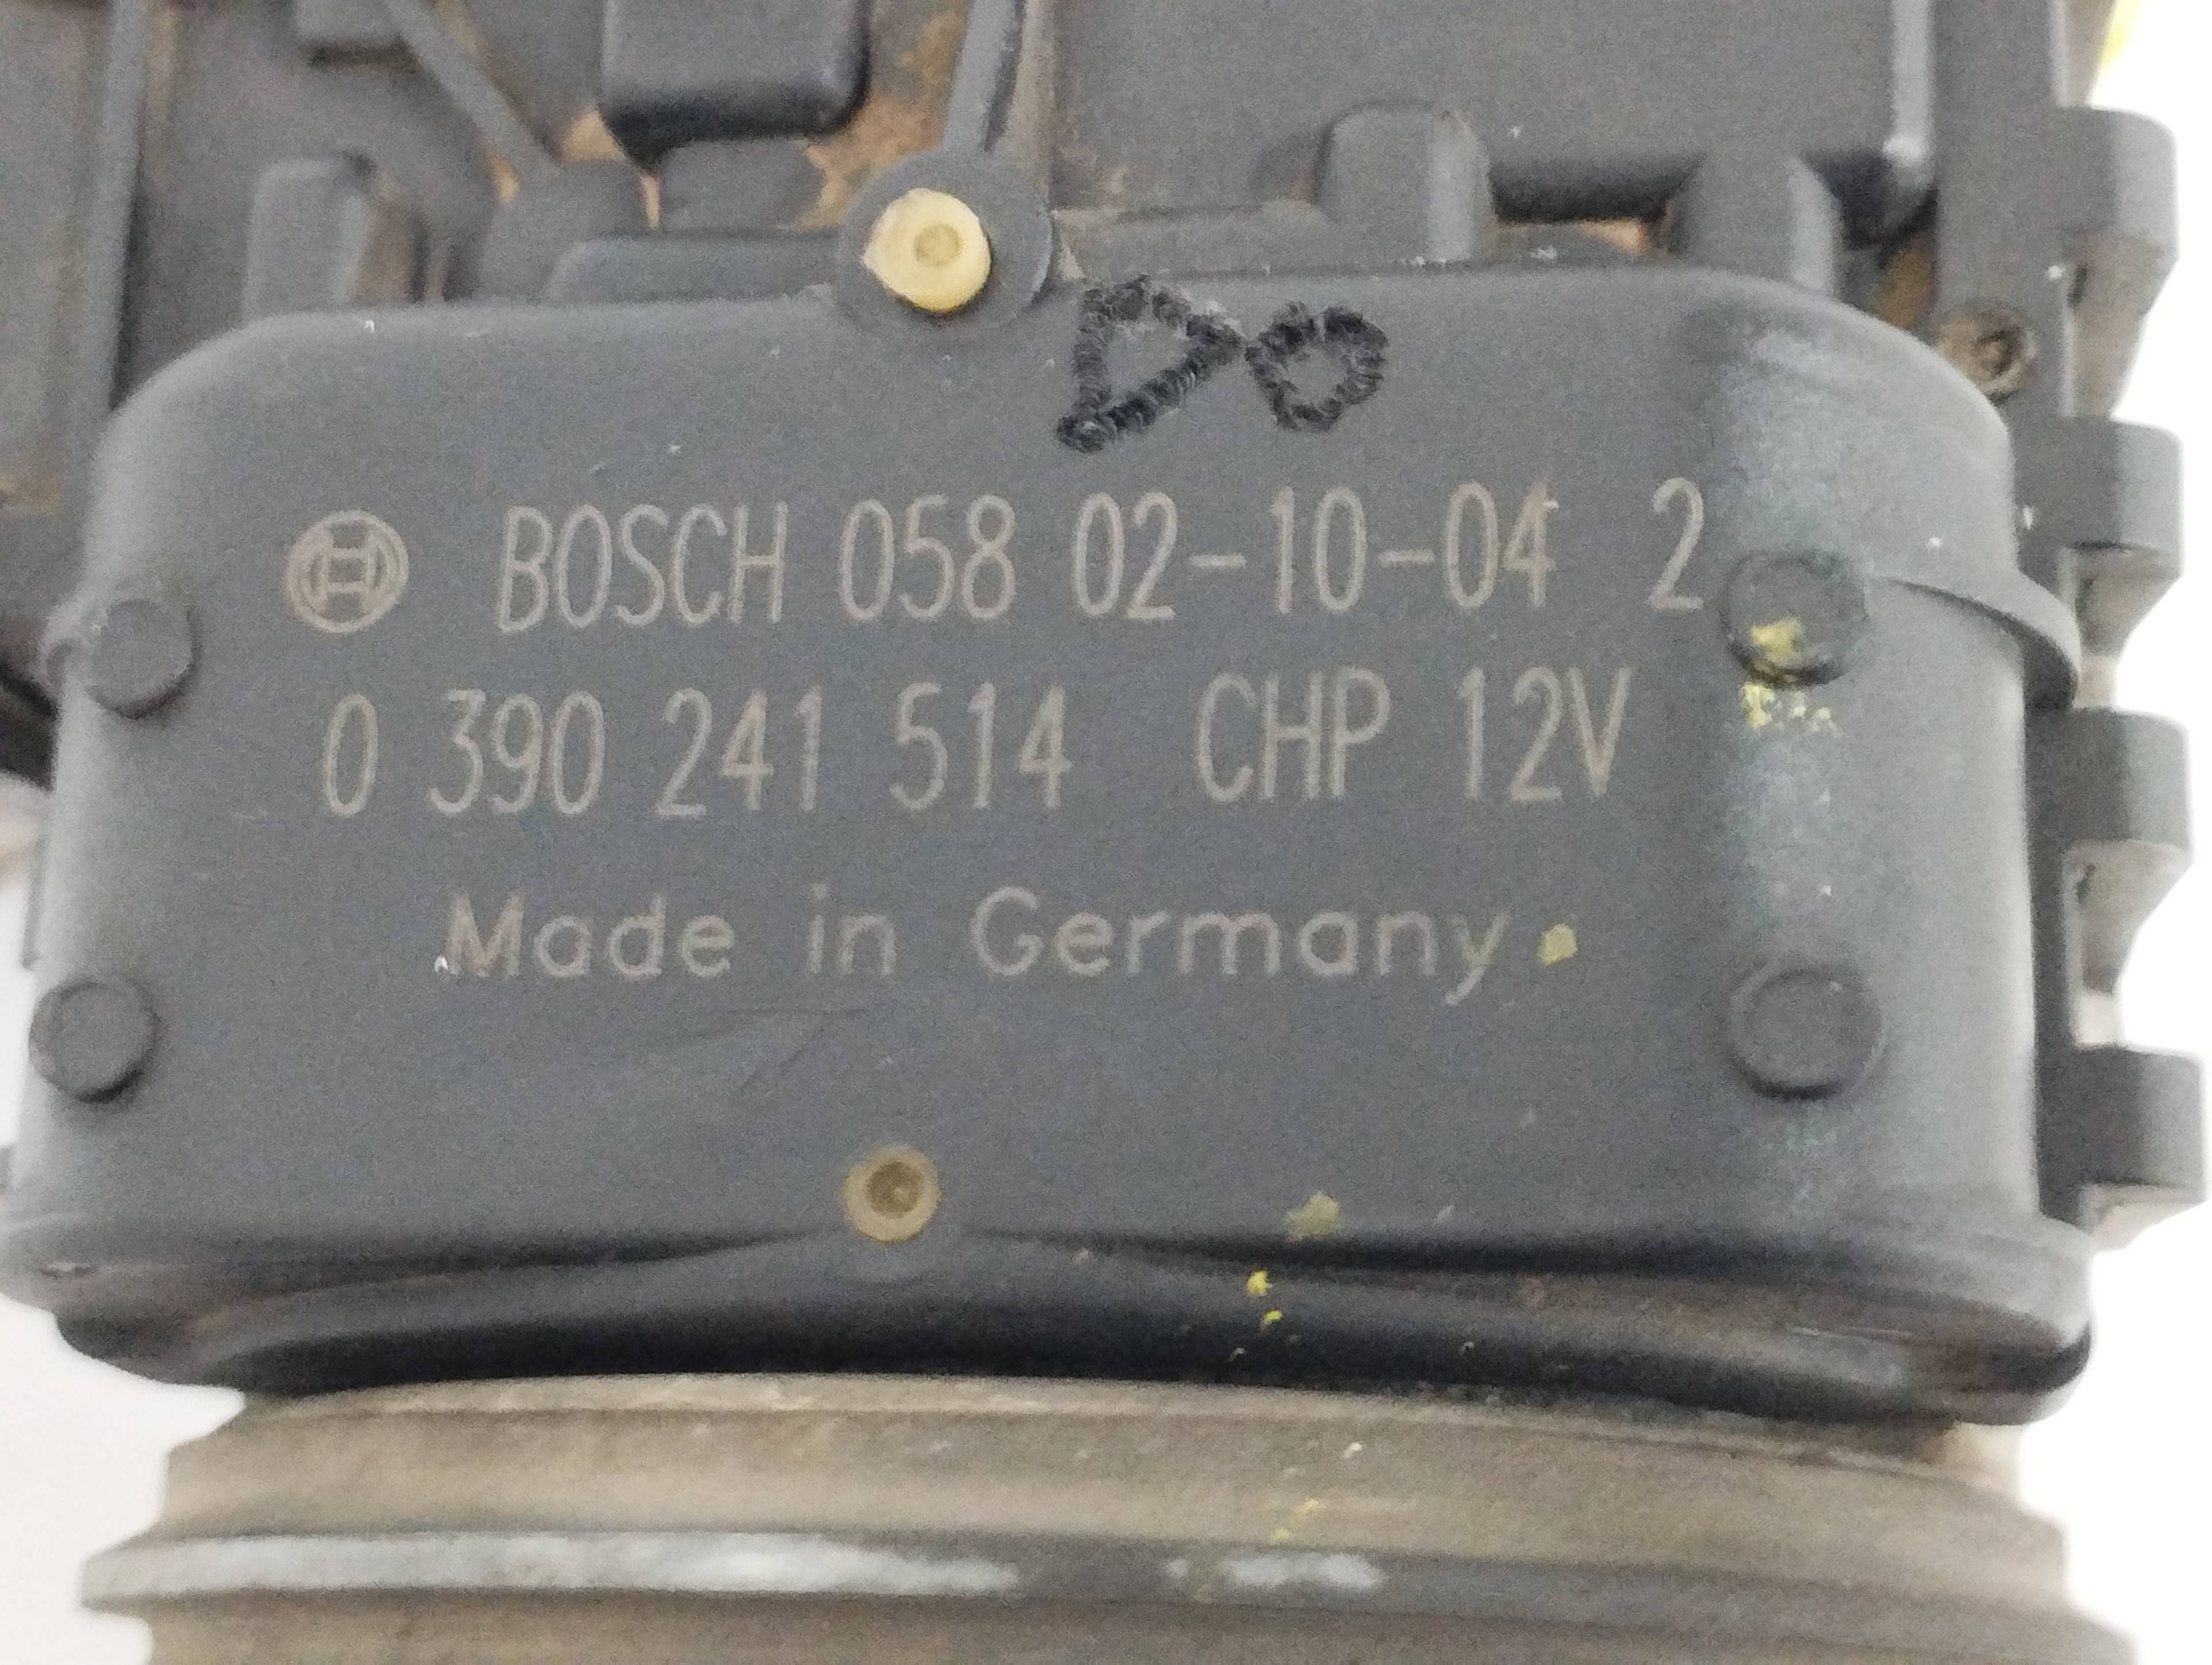 DO
BOSCH 058 02-10-04 2
0 390 241 514 CHP 12V
Made in Germany